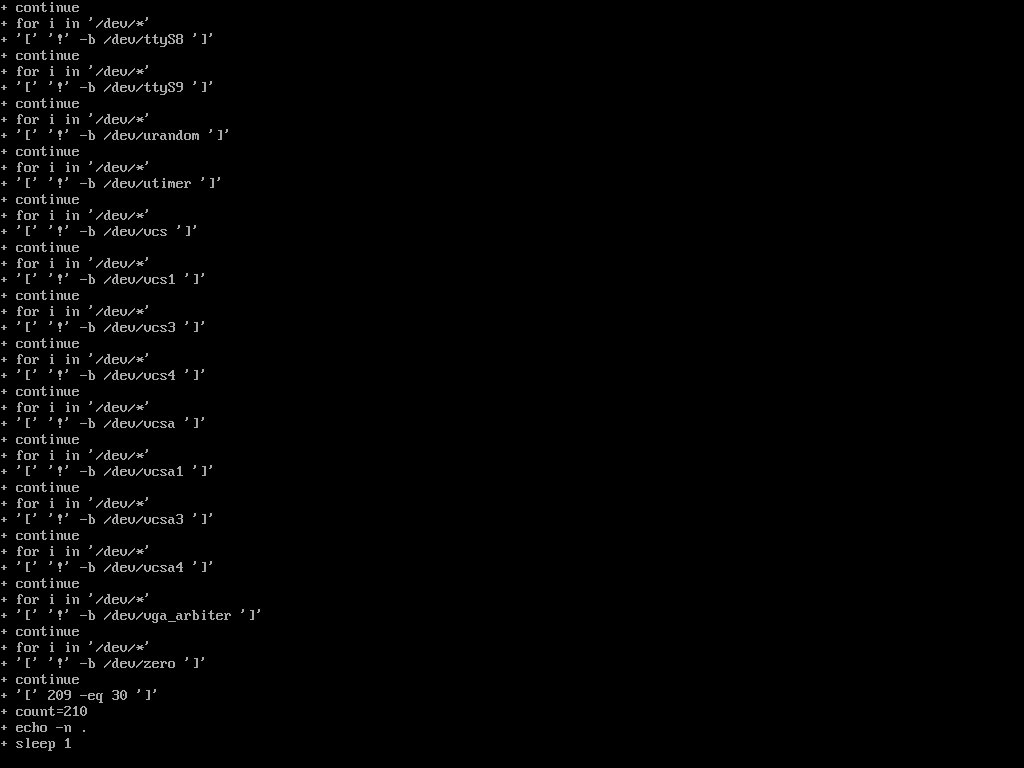 + continue
+ for i in '/dev/*'
+ '[' '!' -b /dev/ttyS8 ']'
+ continue
+ for i in '/dev/*'
+ '[' '!' -b /dev/ttyS9 ']'
+ continue
+ for i in '/dev/*'
+ '[' '!' -b /dev/urandom ']'
+ continue
+ for i in '/dev/*'
+ '[' '!' -b /dev/utimer ']'
+ continue
+ for i in '/dev/*'
+ '[' '!' -b /dev/vcs ']'
+ continue
+ for i in '/dev/*'
+ '[' '!' -b /dev/vcs1 ']'
+ continue
+ for i in '/dev/*'
+ '[' '!' -b /dev/vcs3 ']'
+ continue
+ for i in '/dev/*'
+ '[' '!' -b /dev/vcs4 ']'
+ continue
+ for i in '/dev/*'
+ '[' '!' -b /dev/vcsa ']'
+ continue
+ for i in '/dev/*'
+ '[' '!' -b /dev/vcsa1 ']'
+ continue
+ for i in '/dev/*'
+ '[' '!' -b /dev/vcsa3 ']'
+ continue
+ for i in '/dev/*'
+ '[' '!' -b /dev/vcsa4 ']'
+ continue
+ for i in '/dev/*'
+ '[' '!' -b /dev/vga_arbiter ']'
+ continue
+ for i in '/dev/*'
+ '[' '!' -b /dev/zero ']'
+ continue
+ '[' 209 -eq 30 ']'
+ count=210
+ echo -n .
+ sleep 1